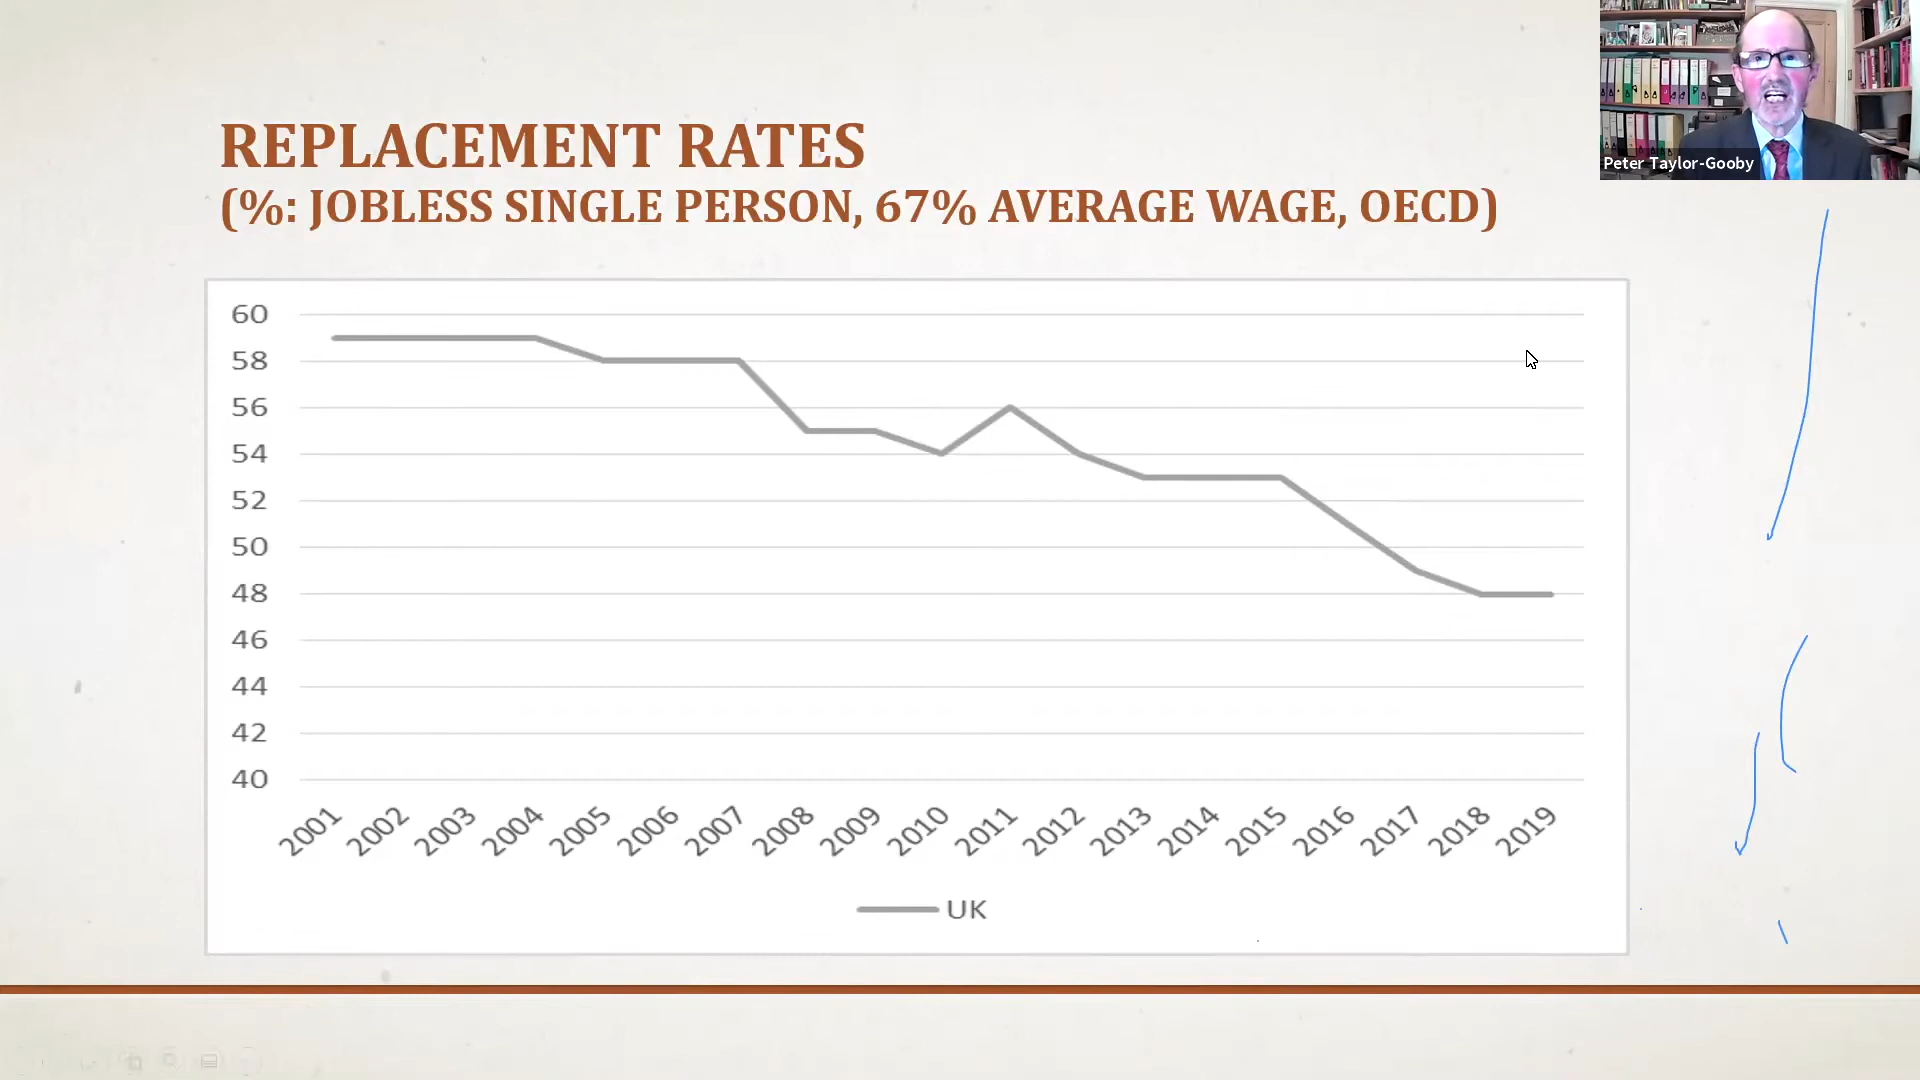 Peter Taylor-Gooby
REPLACEMENT RATES
(%: JOBLESS SINGLE PERSON, 67% AVERAGE WAGE, OECD)
60
58
56
54
52
50
48
46
44
42
40
2001 2002 2003 2004 2005 2006 2007 2008 2009 2010 2011 2012 2013 2014 2015 2016 2017 2018 2019
UK